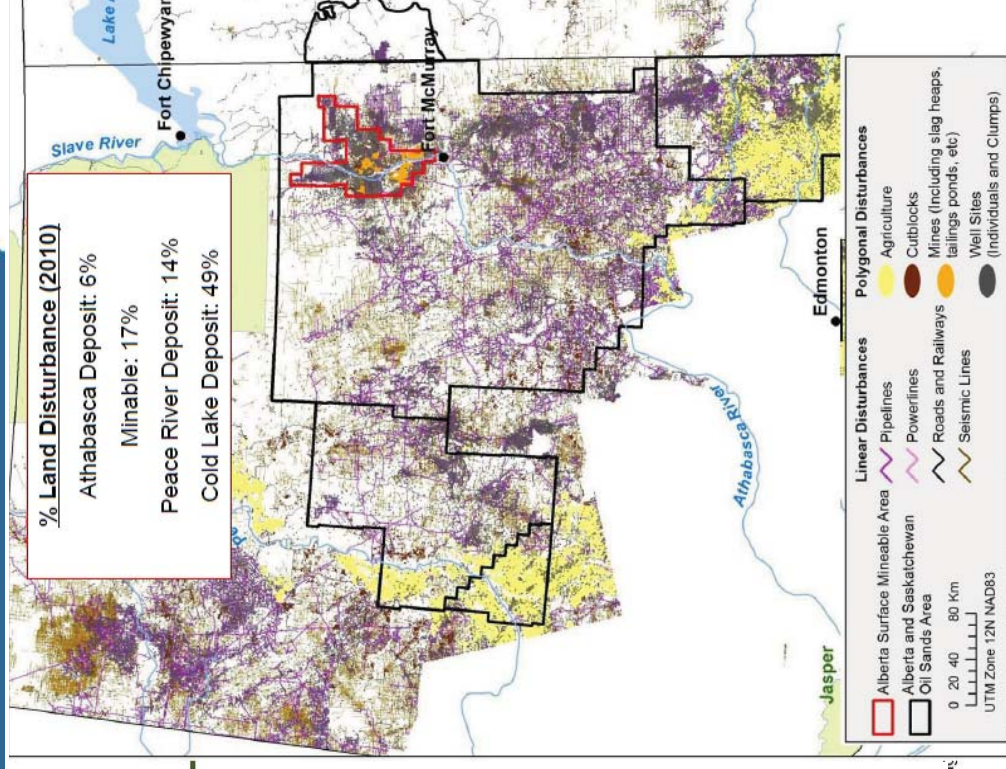 % Land Disturbance (2010)
Athabasca Deposit: 6%
Minable: 17%
Peace River Deposit: 14%
Cold Lake Deposit: 49%
Slave River
Fort Chipewyan
Lake
Fort McMurray
Athabasca River
Edmonton
Jasper
Alberta Surface Mineable Area
Alberta and Saskatchewan
Oil Sands Area
0 20 40 80 Km
UTM Zone 12N NAD83
Linear Disturbances
Pipelines
Powerlines
Roads and Railways
Seismic Lines
Polygonal Disturbances
Agriculture
Cutblocks
Mines (Including slag heaps,
tailings ponds, etc)
Well Sites
(Individuals and Clumps)